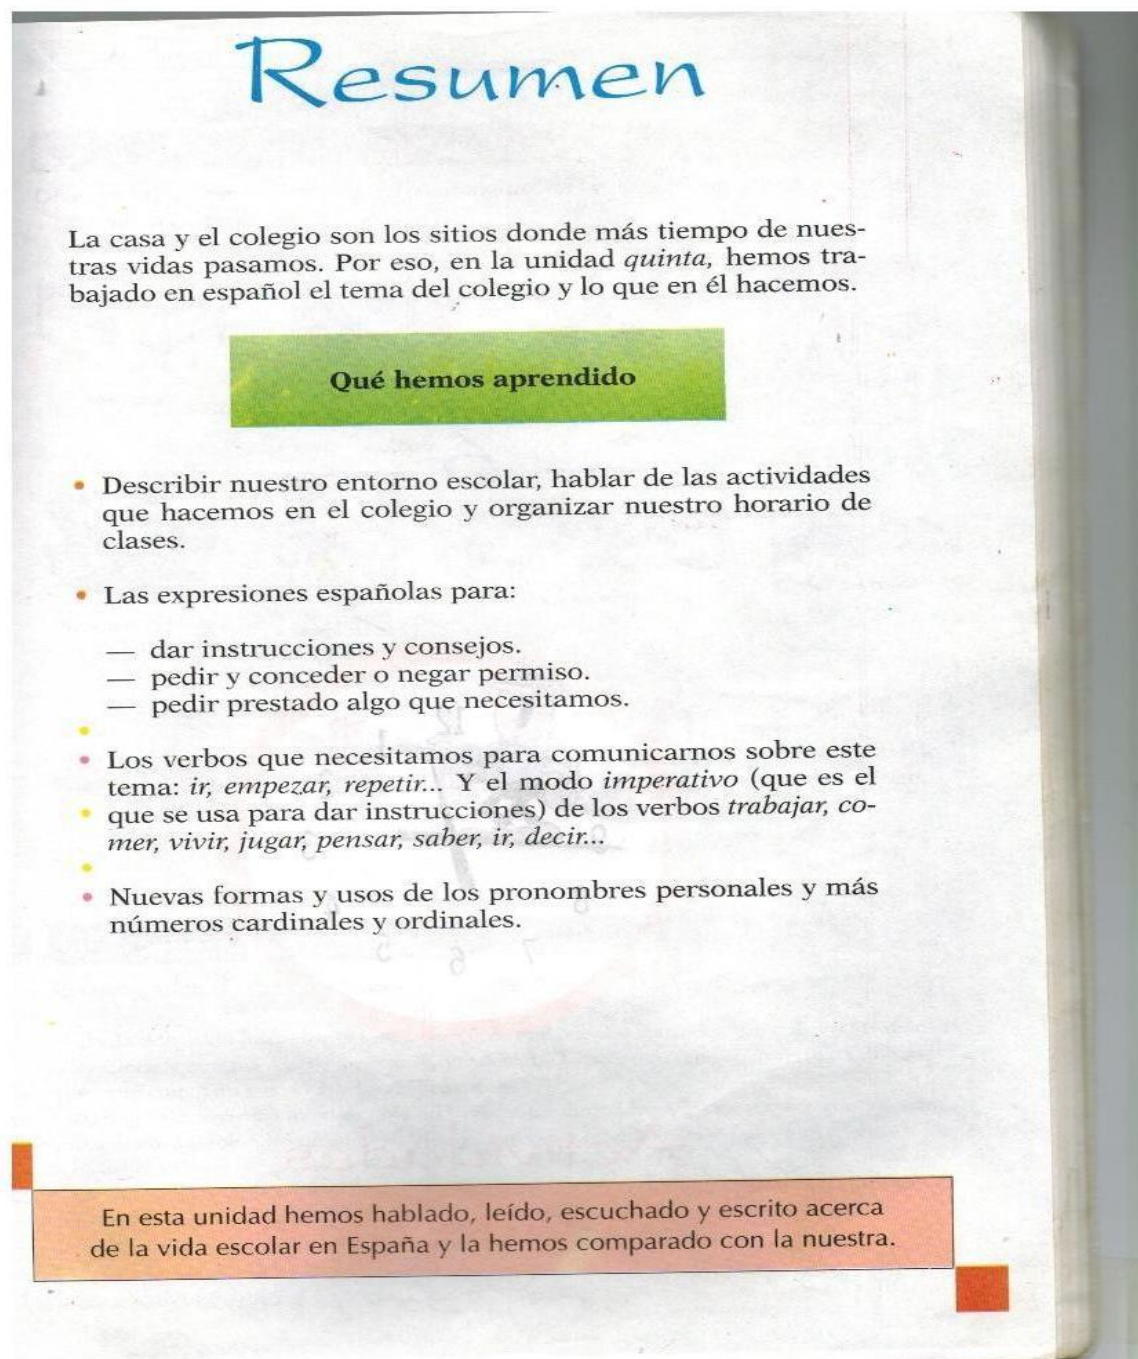 Resumen
La casa y el colegio son los sitios donde más tiempo de nues-
tras vidas pasamos. Por eso, en la unidad quinta, hemos tra-
bajado en español el tema del colegio y lo que en él hacemos.
Qué hemos aprendido
• Describir nuestro entorno escolar, hablar de las actividades
que hacemos en el colegio y organizar nuestro horario de
clases.
• Las expresiones españolas para:
— dar instrucciones y consejos.
— pedir y conceder o negar permiso.
— pedir prestado algo que necesitamos.
• Los verbos que necesitamos para comunicarnos sobre este
tema: ir, empezar, repetir... Y el modo imperativo (que es el
que se usa para dar instrucciones) de los verbos trabajar, co-
mer, vivir, jugar, pensar, saber, ir, decir...
• Nuevas formas y usos de los pronombres personales y más
números cardinales y ordinales.
En esta unidad hemos hablado, leído, escuchado y escrito acerca
de la vida escolar en España y la hemos comparado con la nuestra.